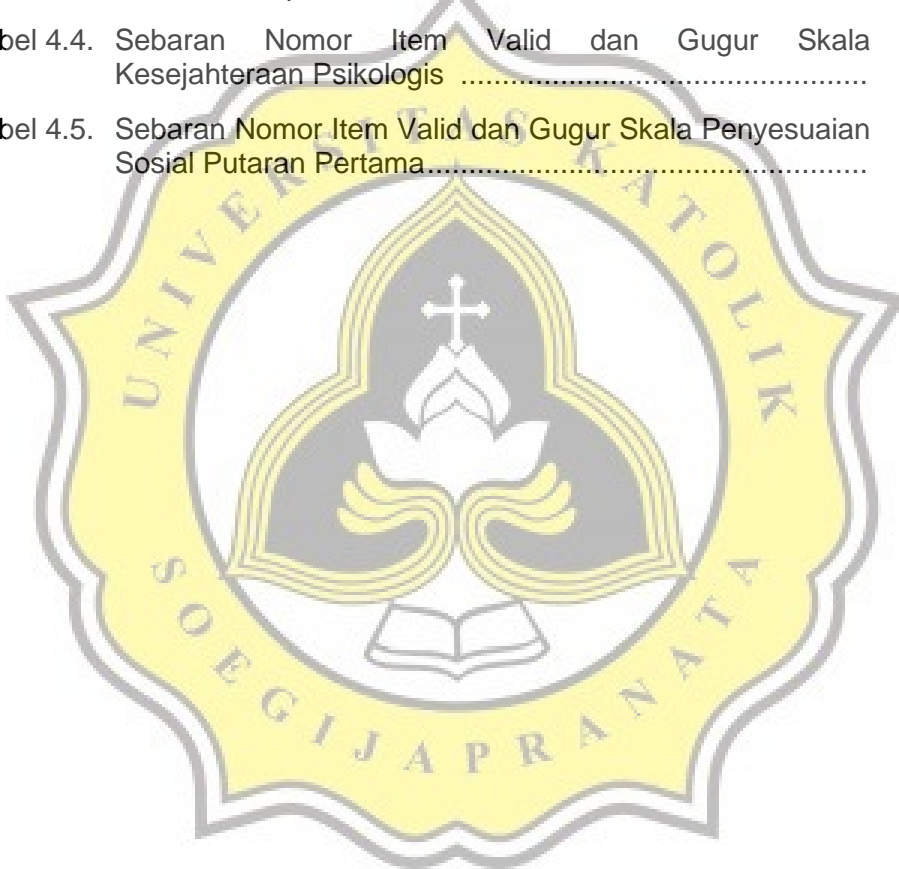 bel 4.4. Sebaran Nomor Item Valid dan Gugur Skala
Kesejahteraan Psikologis ................................................
bel 4.5. Sebaran Nomor Item Valid dan Gugur Skala Penyesuaian
Sosial Putaran Pertama....................................................
UNIVERSITAS KATOLIK
SOEGIJAPRANATA